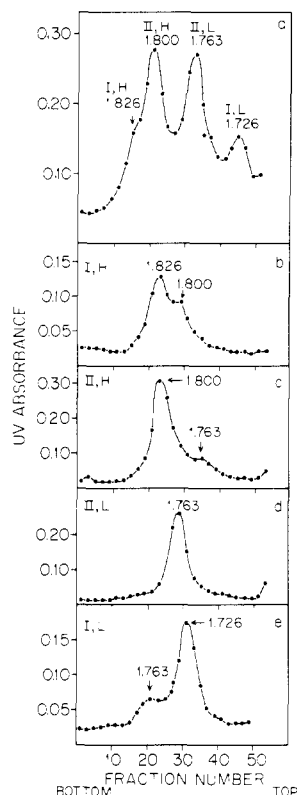 c
II, H
1.800
II, L
1.763
I, H
1.826
I, L
1.726
0.30
0.20
0.10
I, H
b
1.826
1.800
0.15
0.10
0.05
II, H
c
1.800
1.763
0.30
0.20
0.10
II, L
d
1.763
0.20
0.10
I, L
e
1.726
1.763
0.15
0.10
0.05
UV ABSORBANCE
10 20 30 40 50
FRACTION NUMBER
BOTTOM TOP